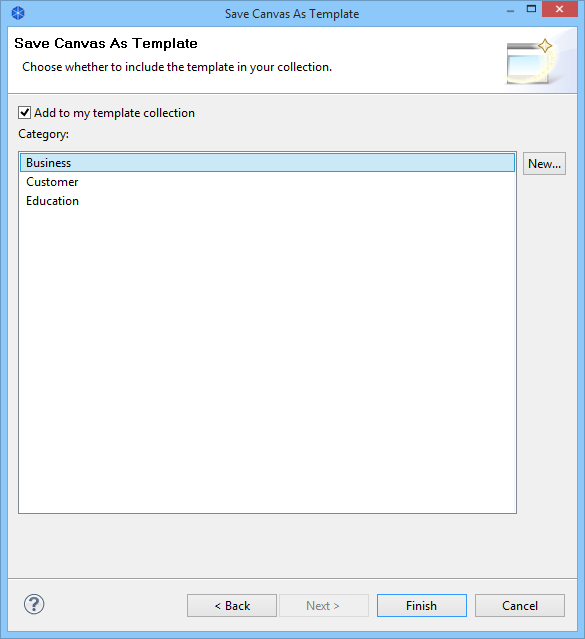 Save Canvas As Template
Save Canvas As Template
Choose whether to include the template in your collection.
Add to my template collection
Category:
Business
New...
Customer
Education
?
< Back
Next >
Finish
Cancel